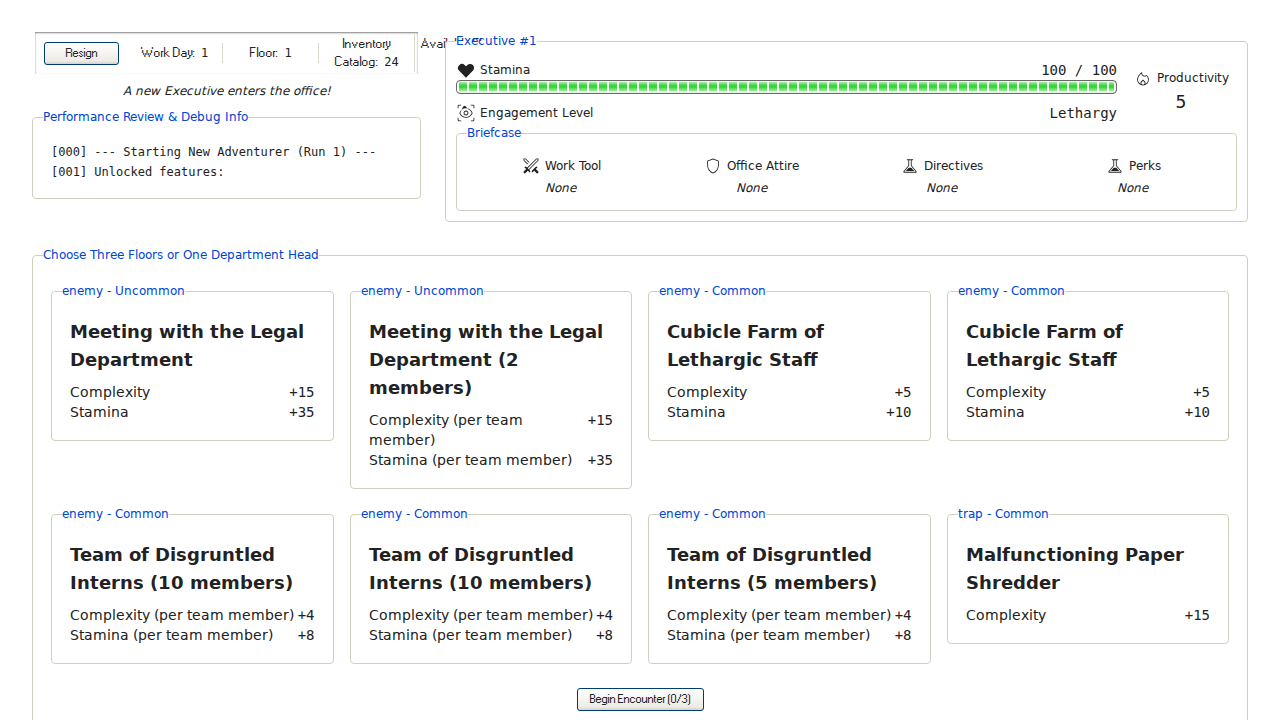 Resign
Work Day: 1
Floor: 1
Inventory
Catalog: 24
A new Executive enters the office!
Performance Review & Debug Info
[000] --- Starting New Adventurer (Run 1) ---
[001] Unlocked features:
Executive #1
Stamina
100 / 100
Productivity
5
Engagement Level
Lethargy
Briefcase
Work Tool
None
Office Attire
None
Directives
None
Perks
None
Choose Three Floors or One Department Head
enemy - Uncommon
Meeting with the Legal
Department
Complexity +15
Stamina +35
enemy - Uncommon
Meeting with the Legal
Department (2
members)
Complexity (per team +15
member)
Stamina (per team member) +35
enemy - Common
Cubicle Farm of
Lethargic Staff
Complexity +5
Stamina +10
enemy - Common
Cubicle Farm of
Lethargic Staff
Complexity +5
Stamina +10
enemy - Common
Team of Disgruntled
Interns (10 members)
Complexity (per team member) +4
Stamina (per team member) +8
enemy - Common
Team of Disgruntled
Interns (10 members)
Complexity (per team member) +4
Stamina (per team member) +8
enemy - Common
Team of Disgruntled
Interns (5 members)
Complexity (per team member) +4
Stamina (per team member) +8
trap - Common
Malfunctioning Paper
Shredder
Complexity +15
Begin Encounter (0/3)